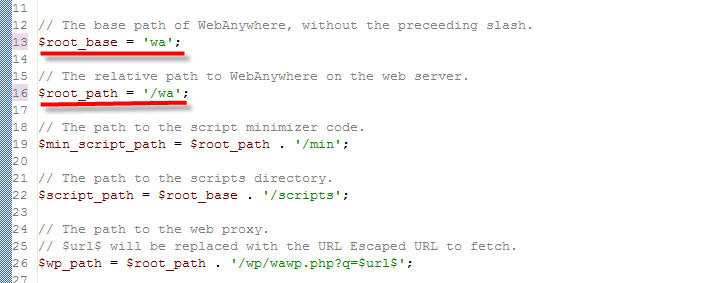 11
12 // The base path of WebAnywhere, without the preceeding slash.
13 $root_base = 'wa';
14
15 // The relative path to WebAnywhere on the web server.
16 $root_path = '/wa';
17
18 // The path to the script minimizer code.
19 $min_script_path = $root_path . '/min';
20
21 // The path to the scripts directory.
22 $script_path = $root_base . '/scripts';
23
24 // The path to the web proxy.
25 // $url$ will be replaced with the URL Escaped URL to fetch.
26 $wp_path = $root_path . '/wp/wawp.php?q=$url$';
27